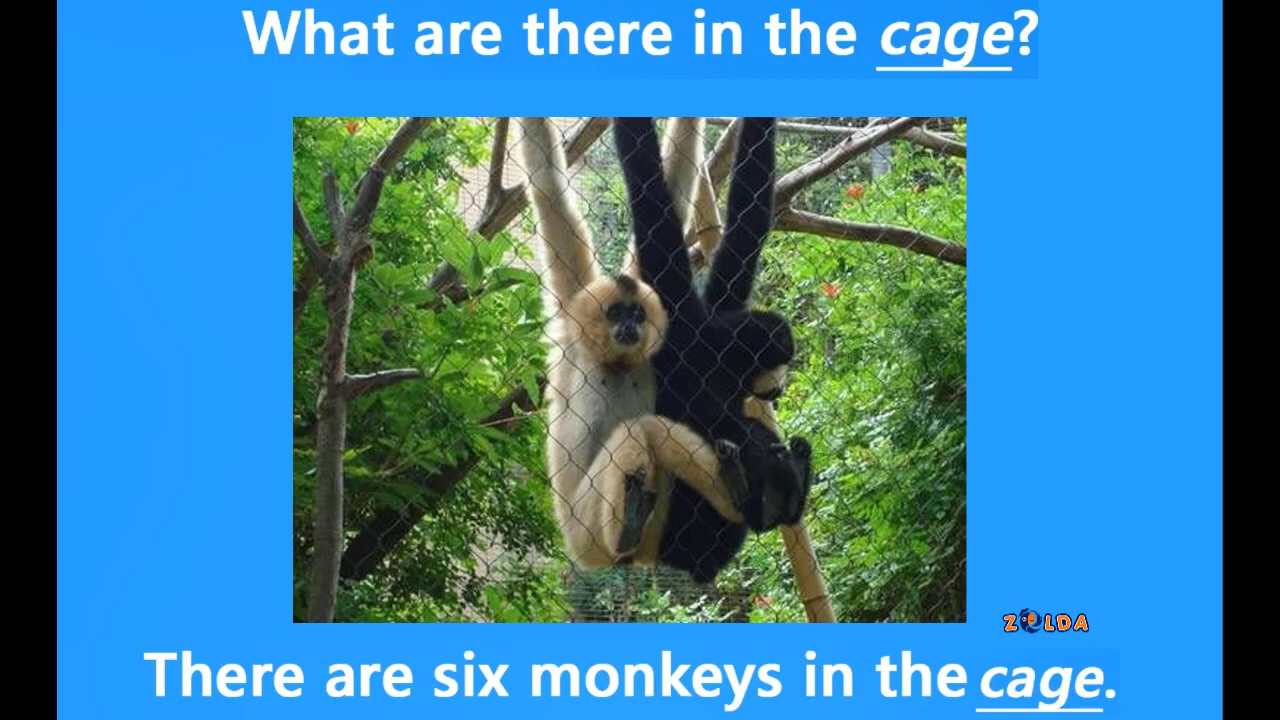 What are there in the cage?
ZOLDA
There are six monkeys in the cage.